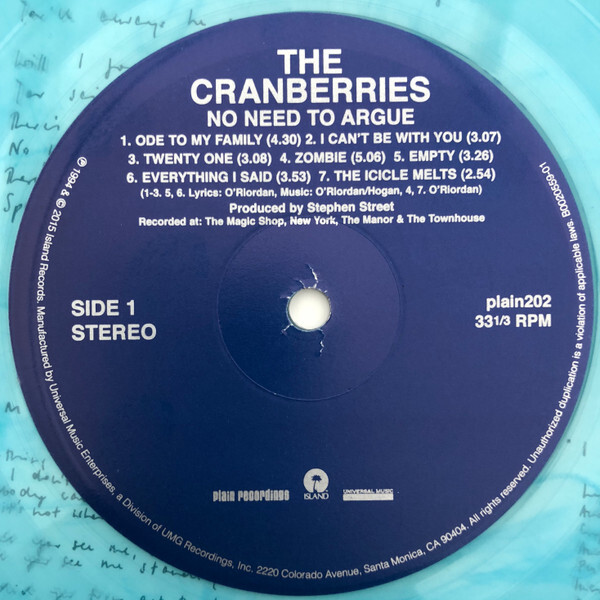 THE
CRANBERRIES
NO NEED TO ARGUE
1. ODE TO MY FAMILY (4.30) 2. I CAN'T BE WITH YOU (3.07)
3. TWENTY ONE (3.08) 4. ZOMBIE (5.06) 5. EMPTY (3.26)
6. EVERYTHING I SAID (3.53) 7. THE ICICLE MELTS (2.54)
(1-3. 5, 6. Lyrics: O'Riordan, Music: O'Riordan/Hogan, 4, 7. O'Riordan)
Produced by Stephen Street
Recorded at: The Magic Shop, New York, The Manor & The Townhouse
SIDE 1
STEREO
plain202
33 1/3 RPM
plain recordings
ISLAND
UNIVERSAL MUSIC
℗ 1994 & © 2015 Island Records. Manufactured by Universal Music Enterprises, a Division of UMG Recordings, Inc. 2220 Colorado Avenue, Santa Monica, CA 90404. All rights reserved. Unauthorized duplication is a violation of applicable laws. B0020659-01